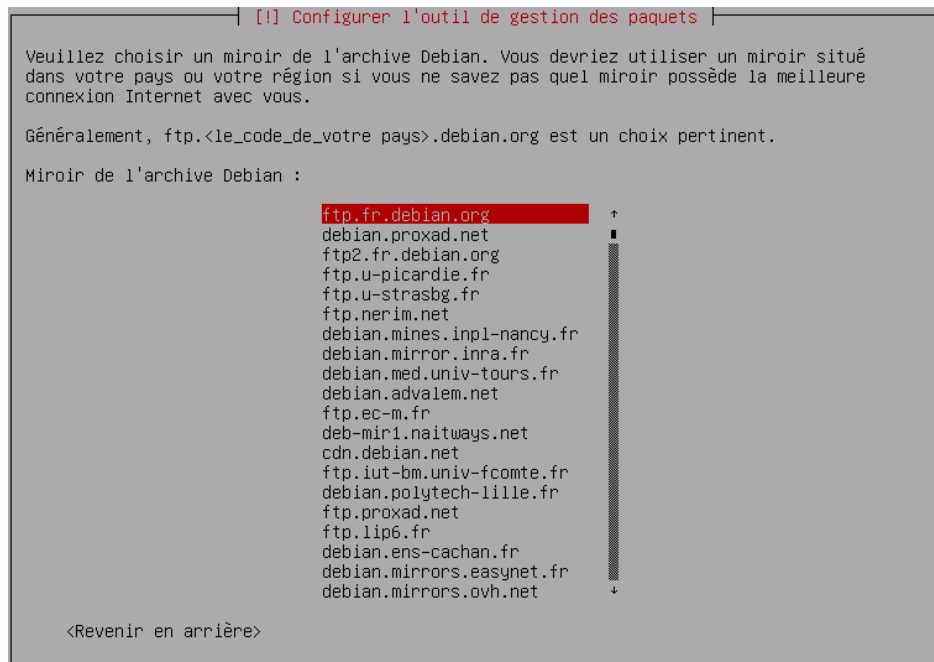 [!] Configurer l'outil de gestion des paquets
Veuillez choisir un miroir de l'archive Debian. Vous devriez utiliser un miroir situé
dans votre pays ou votre région si vous ne savez pas quel miroir possède la meilleure
connexion Internet avec vous.
Généralement, ftp.<le_code_de_votre pays>.debian.org est un choix pertinent.
Miroir de l'archive Debian :
ftp.fr.debian.org
debian.proxad.net
ftp2.fr.debian.org
ftp.u-picardie.fr
ftp.u-strasbg.fr
ftp.nerim.net
debian.mines.inpl-nancy.fr
debian.mirror.inra.fr
debian.med.univ-tours.fr
debian.advalem.net
ftp.ec-m.fr
deb-mir1.naitways.net
cdn.debian.net
ftp.iut-bm.univ-fcomte.fr
debian.polytech-lille.fr
ftp.proxad.net
ftp.lip6.fr
debian.ens-cachan.fr
debian.mirrors.easynet.fr
debian.mirrors.ovh.net
<Revenir en arrière>